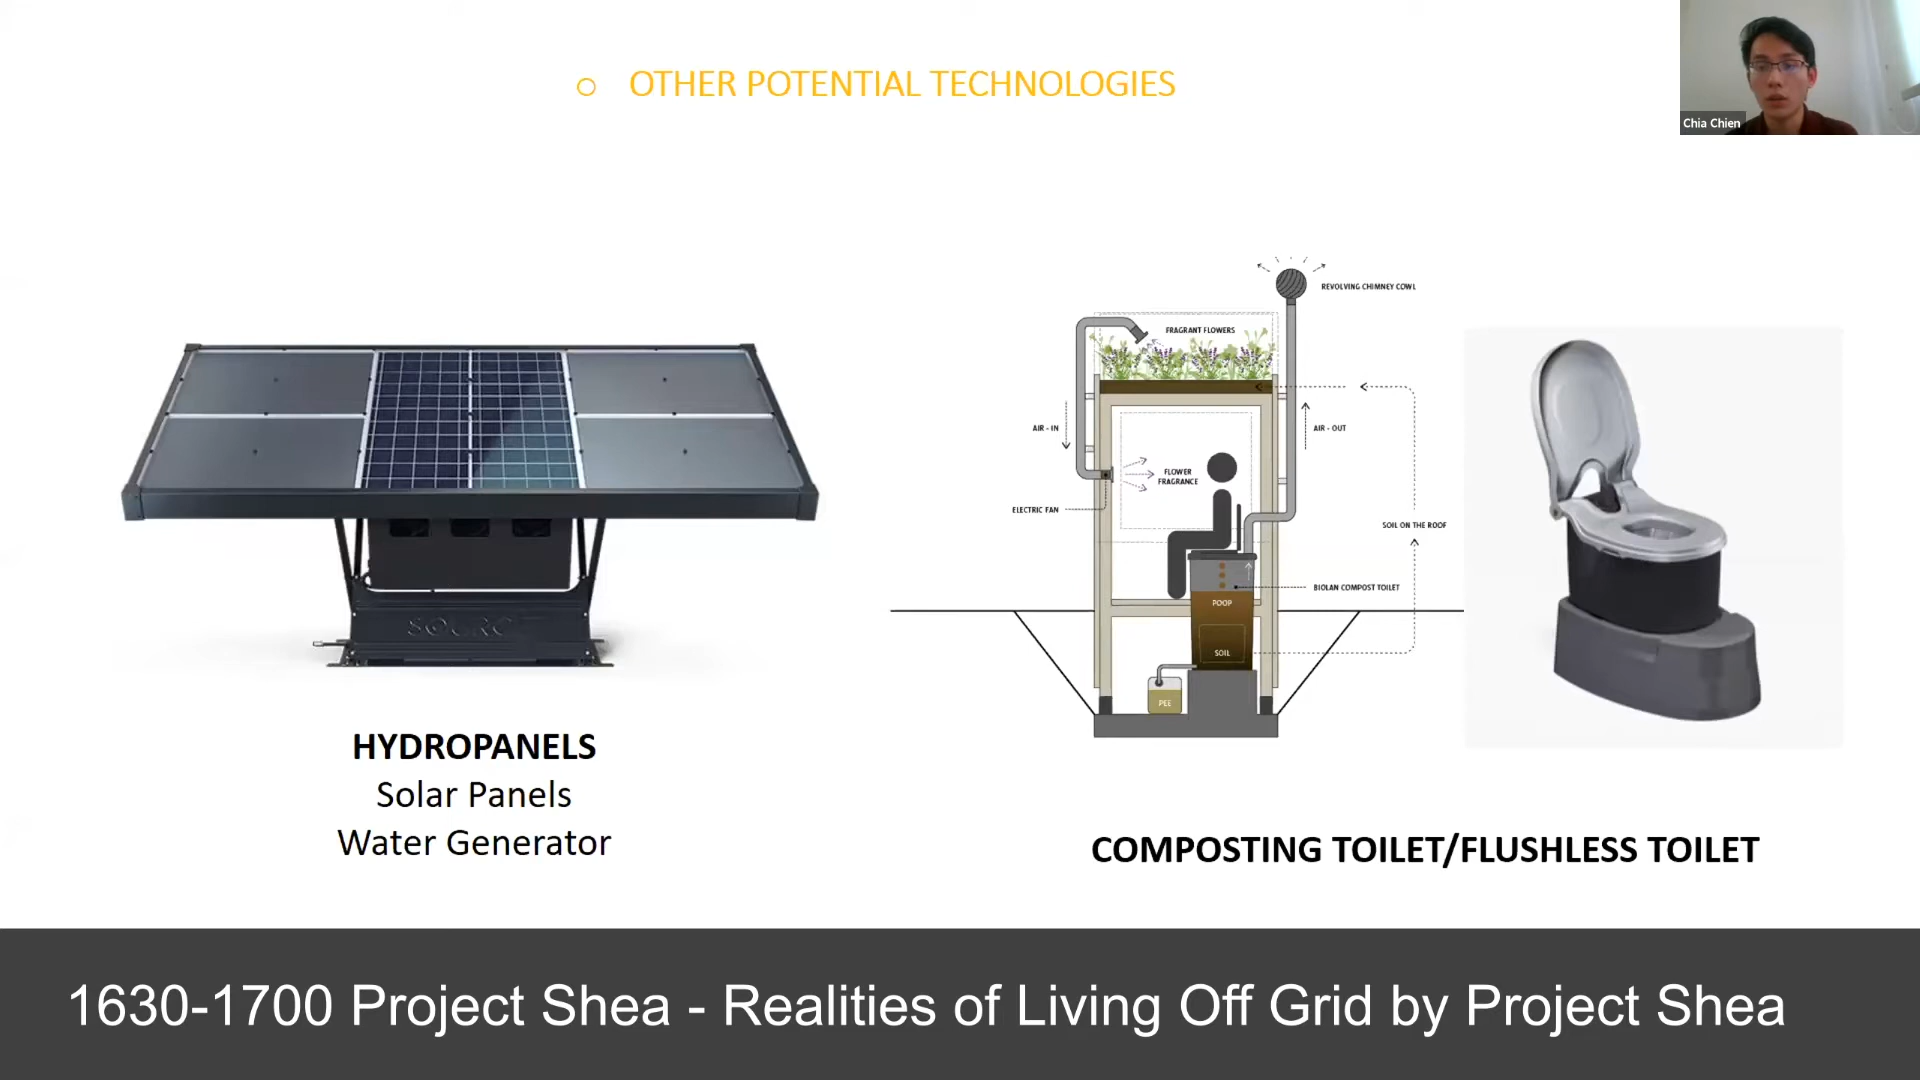 OTHER POTENTIAL TECHNOLOGIES
Chia Chien
REVOLVING CHIMNEY COWL
FRAGRANT FLOWERS
AIR - IN
AIR - OUT
FLOWER
FRAGRANCE
ELECTRIC FAN
SOIL ON THE ROOF
BIOLAN COMPOST TOILET
POOP
SOIL
PEE
SOURCE
HYDROPANELS
Solar Panels
Water Generator
COMPOSTING TOILET/FLUSHLESS TOILET
1630-1700 Project Shea - Realities of Living Off Grid by Project Shea